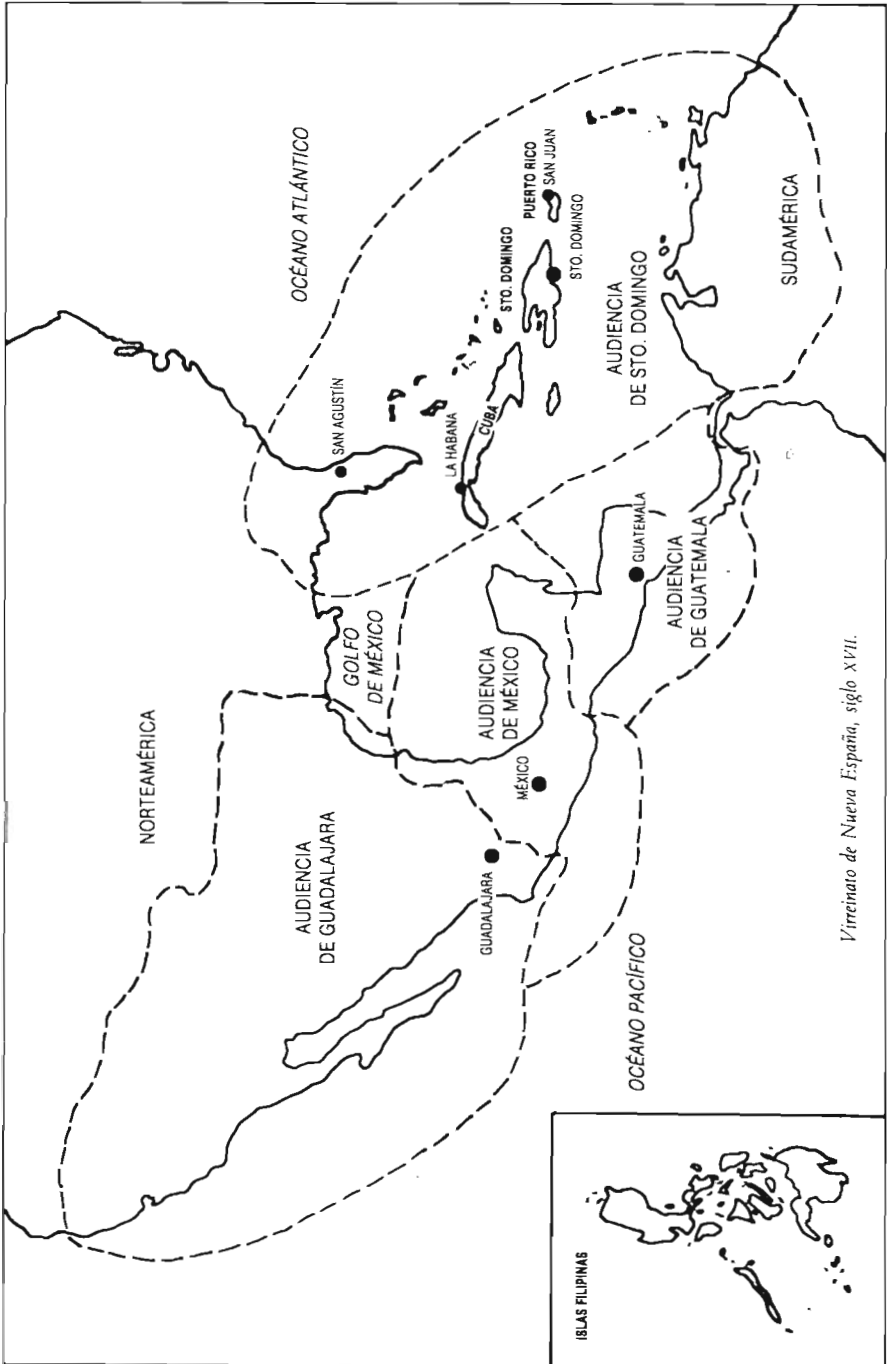 OCÉANO ATLÁNTICO
NORTEAMÉRICA
SAN AGUSTÍN
GOLFO
DE MÉXICO
LA HABANA
CUBA
STO. DOMINGO
PUERTO RICO
SAN JUAN
STO. DOMINGO
AUDIENCIA
DE GUADALAJARA
AUDIENCIA
DE MÉXICO
MÉXICO
GUADALAJARA
AUDIENCIA
DE STO. DOMINGO
GUATEMALA
AUDIENCIA
DE GUATEMALA
SUDAMÉRICA
OCÉANO PACÍFICO
ISLAS FILIPINAS
Virreinato de Nueva España, siglo XVII.